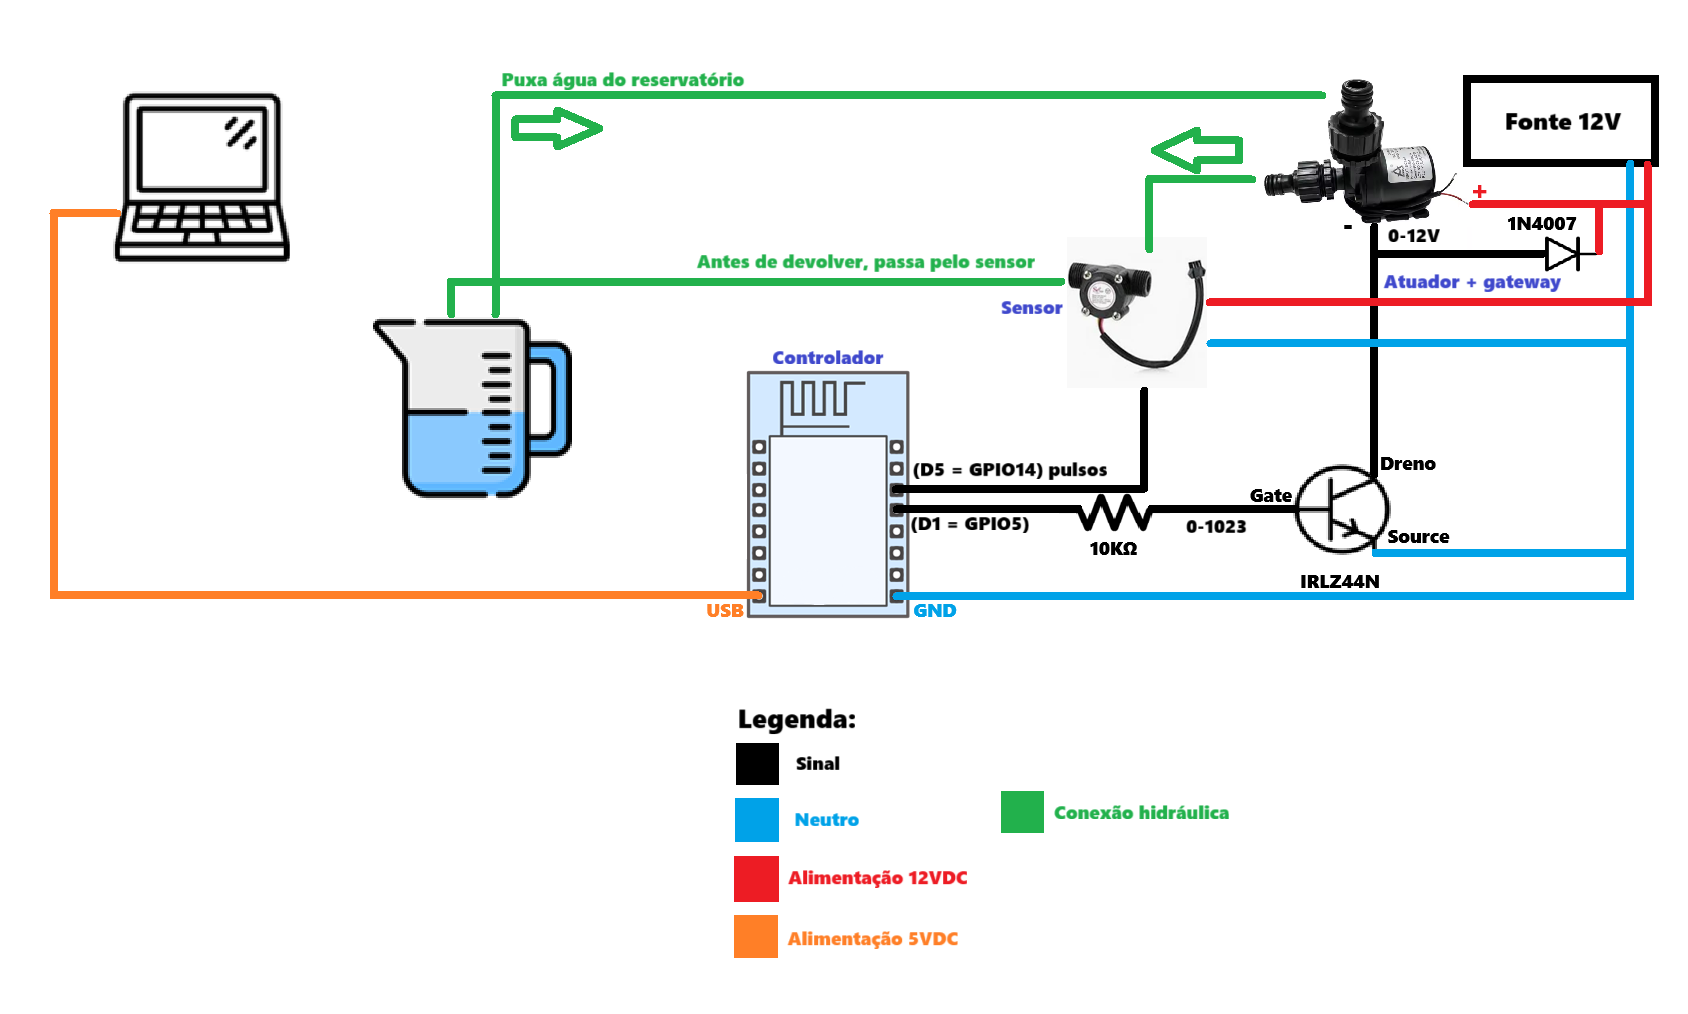 Puxa água do reservatório
Fonte 12V
+
-
0-12V
1N4007
Antes de devolver, passa pelo sensor
Atuador + gateway
Sensor
Controlador
(D5 = GPIO14) pulsos
Dreno
Gate
(D1 = GPIO5)
0-1023
10KΩ
Source
IRLZ44N
USB
GND
Legenda:
Sinal
Neutro
Conexão hidráulica
Alimentação 12VDC
Alimentação 5VDC